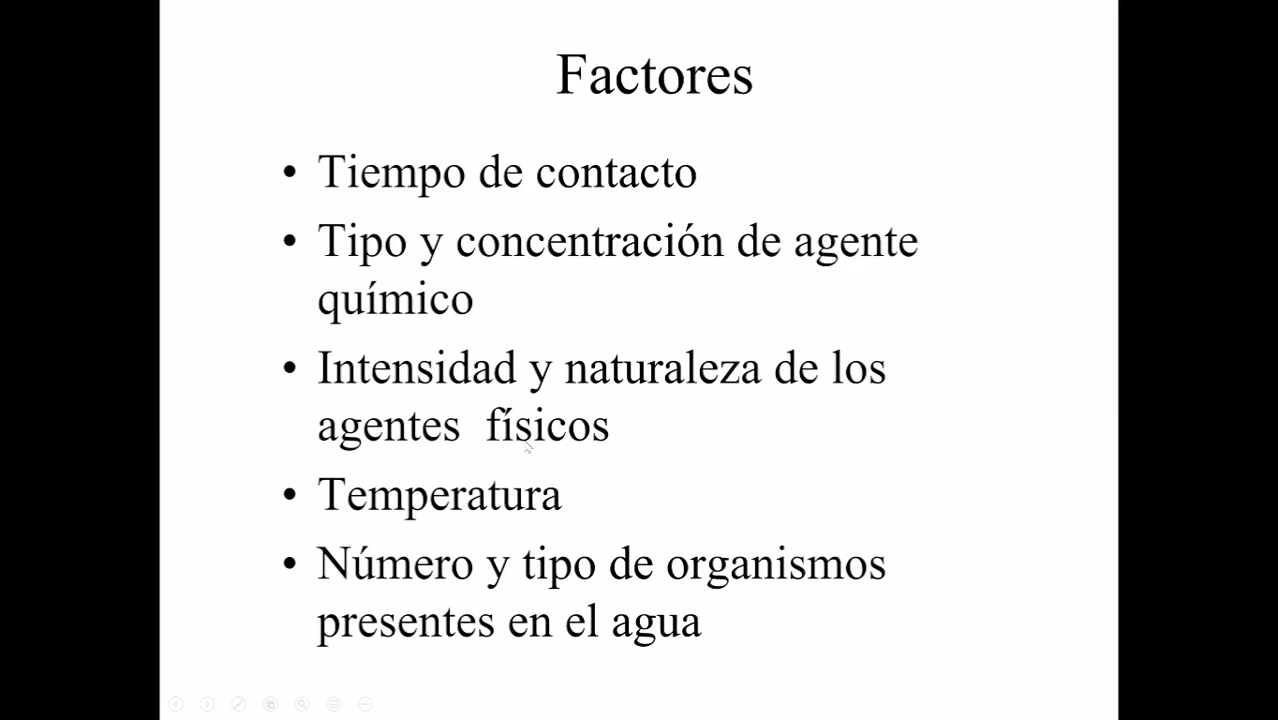 Factores
• Tiempo de contacto
• Tipo y concentración de agente
químico
• Intensidad y naturaleza de los
agentes  físicos
• Temperatura
• Número y tipo de organismos
presentes en el agua